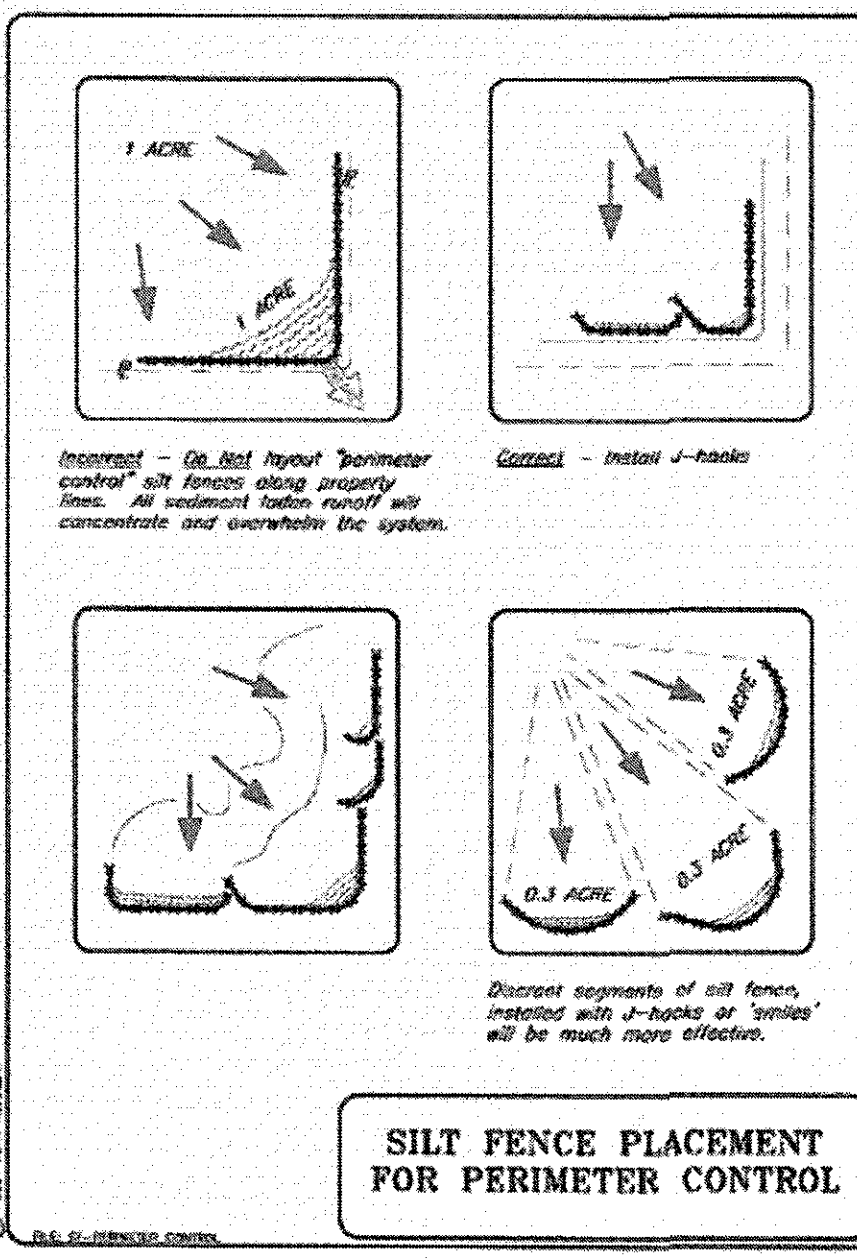 1 ACRE
1 ACRE
Incorrect - Do Not layout "perimeter
control" silt fences along property
lines. All sediment laden runoff will
concentrate and overwhelm the system.
Correct - Install J-hooks
0.3 ACRE
0.3 ACRE
0.3 ACRE
Discreet segments of silt fence,
installed with J-hooks or 'smiles'
will be much more effective.
SILT FENCE PLACEMENT
FOR PERIMETER CONTROL